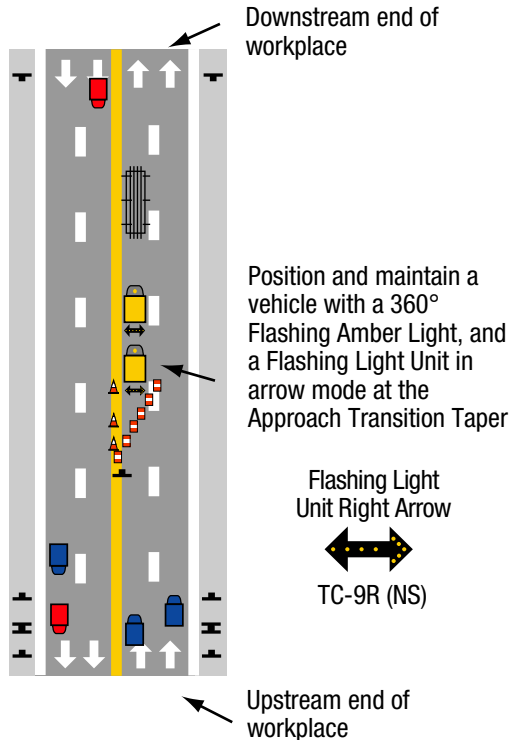 Downstream end of
workplace
Position and maintain a
vehicle with a 360°
Flashing Amber Light, and
a Flashing Light Unit in
arrow mode at the
Approach Transition Taper
Flashing Light
Unit Right Arrow
TC-9R (NS)
Upstream end of
workplace